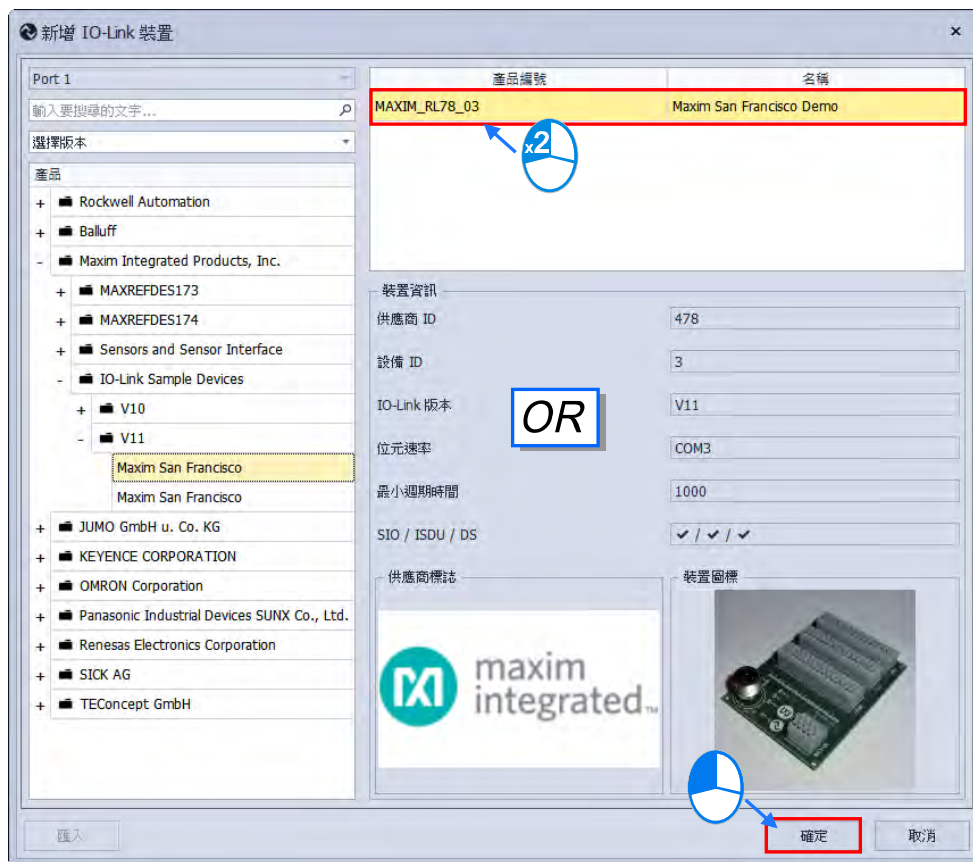 新增 IO-Link 裝置
Port 1
輸入要搜尋的文字...
選擇版本
產品
+ Rockwell Automation
+ Balluff
- Maxim Integrated Products, Inc.
+ MAXREFDES173
+ MAXREFDES174
+ Sensors and Sensor Interface
- IO-Link Sample Devices
+ V10
- V11
Maxim San Francisco
Maxim San Francisco
+ JUMO GmbH u. Co. KG
+ KEYENCE CORPORATION
+ OMRON Corporation
+ Panasonic Industrial Devices SUNX Co., Ltd.
+ Renesas Electronics Corporation
+ SICK AG
+ TEConcept GmbH
產品編號 名稱
MAXIM_RL78_03 Maxim San Francisco Demo
x2
裝置資訊
供應商 ID 478
設備 ID 3
IO-Link 版本 V11
OR
位元速率 COM3
最小週期時間 1000
SIO / ISDU / DS ✔ / ✔ / ✔
供應商標誌
maxim
integrated™
裝置圖標
匯入 確定 取消